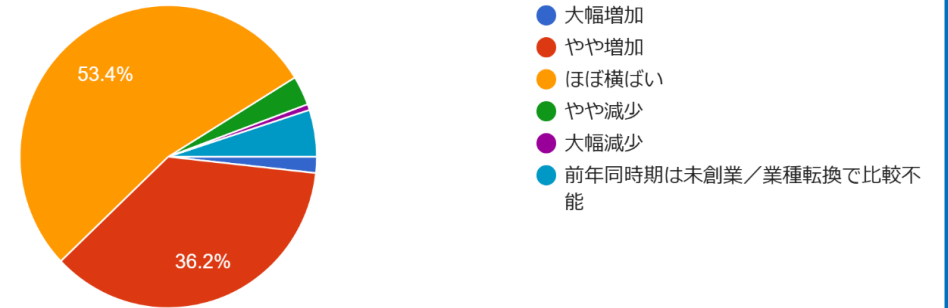 53.4%
36.2%
大幅増加
やや増加
ほぼ横ばい
やや減少
大幅減少
前年同時期は未創業／業種転換で比較不
能